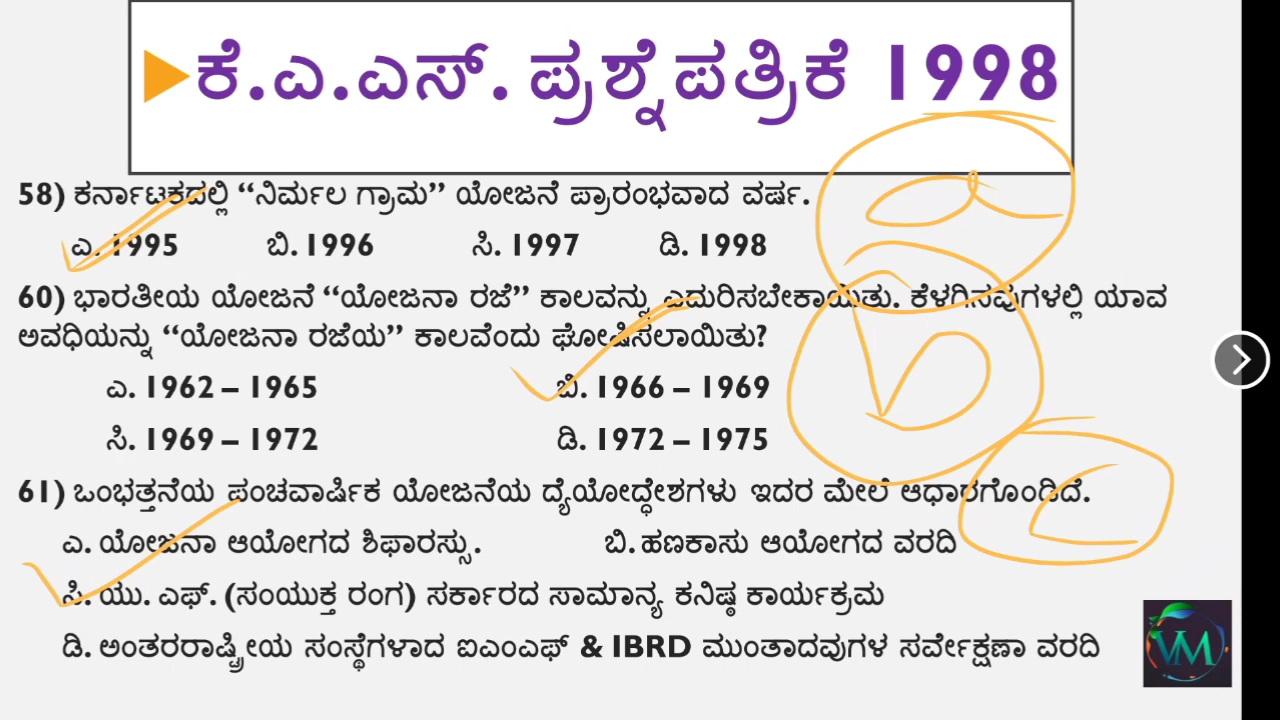 ಕೆ.ಎ.ಎಸ್. ಪ್ರಶ್ನೆಪತ್ರಿಕೆ 1998
58) ಕರ್ನಾಟಕದಲ್ಲಿ “ನಿರ್ಮಲ ಗ್ರಾಮ” ಯೋಜನೆ ಪ್ರಾರಂಭವಾದ ವರ್ಷ.
a
ಎ. 1995 ಬಿ. 1996 ಸಿ. 1997 ಡಿ. 1998
60) ಭಾರತೀಯ ಯೋಜನೆ “ಯೋಜನಾ ರಜೆ” ಕಾಲವನ್ನು ಎದುರಿಸಬೇಕಾಯಿತು. ಕೆಳಗಿನವುಗಳಲ್ಲಿ ಯಾವ
ಅವಧಿಯನ್ನು “ಯೋಜನಾ ರಜೆಯ” ಕಾಲವೆಂದು ಘೋಷಿಸಲಾಯಿತು?
b
ಎ. 1962 – 1965 ಬಿ. 1966 – 1969
ಸಿ. 1969 – 1972 ಡಿ. 1972 – 1975
61) ಒಂಭತ್ತನೆಯ ಪಂಚವಾರ್ಷಿಕ ಯೋಜನೆಯ ದ್ಯೆಯೋದ್ಧೇಶಗಳು ಇದರ ಮೇಲೆ ಆಧಾರಗೊಂಡಿದೆ.
c
ಎ. ಯೋಜನಾ ಆಯೋಗದ ಶಿಫಾರಸ್ಸು. ಬಿ. ಹಣಕಾಸು ಆಯೋಗದ ವರದಿ
ಸಿ. ಯು. ಎಫ್. (ಸಂಯುಕ್ತ ರಂಗ) ಸರ್ಕಾರದ ಸಾಮಾನ್ಯ ಕನಿಷ್ಠ ಕಾರ್ಯಕ್ರಮ
ಡಿ. ಅಂತರರಾಷ್ಟ್ರೀಯ ಸಂಸ್ಥೆಗಳಾದ ಐಎಂಎಫ್ & IBRD ಮುಂತಾದವುಗಳ ಸರ್ವೇಕ್ಷಣಾ ವರದಿ
VM